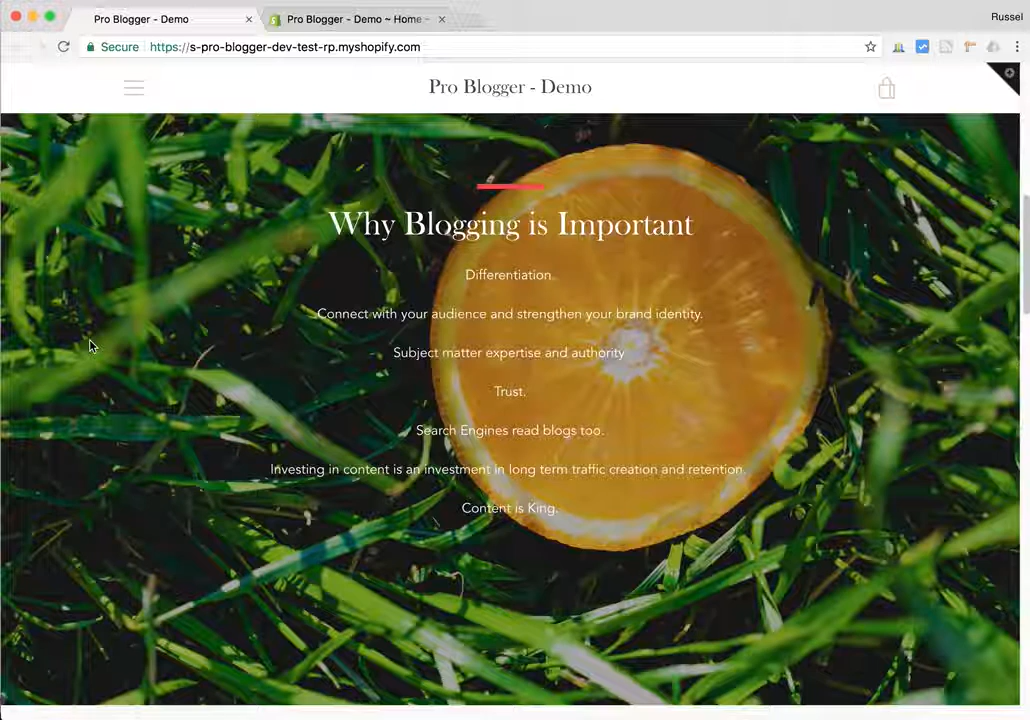 Pro Blogger - Demo
Pro Blogger - Demo ~ Home -
Russel
Secure
https://s-pro-blogger-dev-test-rp.myshopify.com
Pro Blogger - Demo
Why Blogging is Important
Differentiation.
Connect with your audience and strengthen your brand identity.
Subject matter expertise and authority
Trust.
Search Engines read blogs too.
Investing in content is an investment in long term traffic creation and retention.
Content is King.